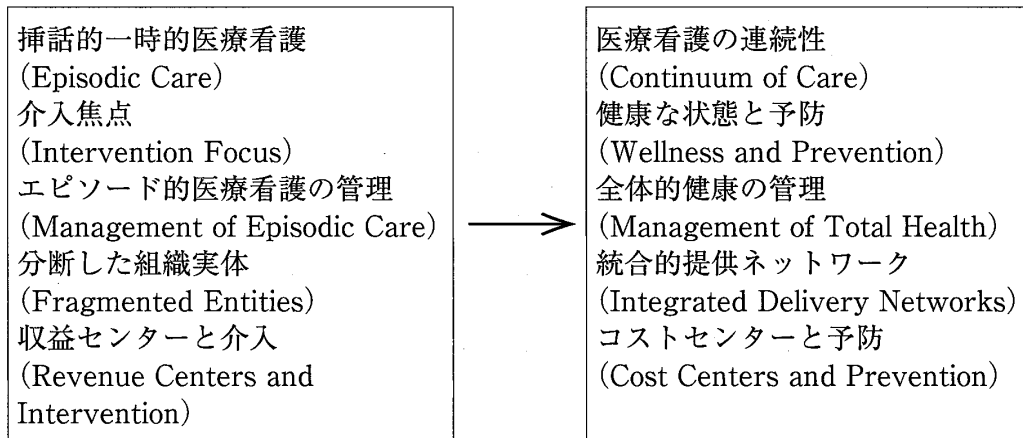 挿話的一時的医療看護
(Episodic Care)
介入焦点
(Intervention Focus)
エピソード的医療看護の管理
(Management of Episodic Care)
分断した組織実体
(Fragmented Entities)
収益センターと介入
(Revenue Centers and
Intervention)
医療看護の連続性
(Continuum of Care)
健康な状態と予防
(Wellness and Prevention)
全体的健康の管理
(Management of Total Health)
統合的提供ネットワーク
(Integrated Delivery Networks)
コストセンターと予防
(Cost Centers and Prevention)